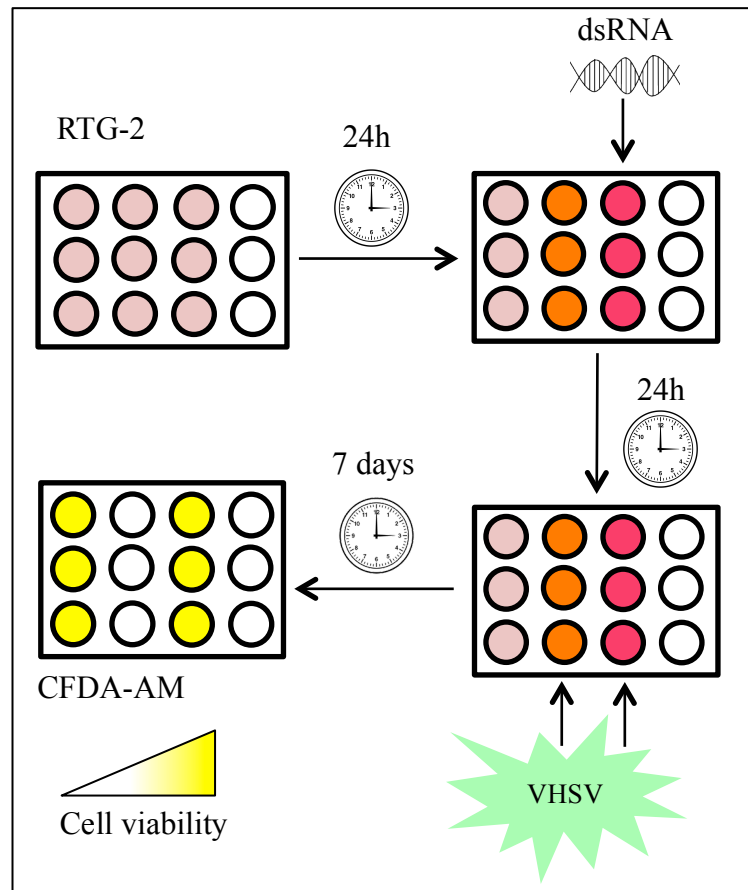 dsRNA
RTG-2
24h
24h
7 days
CFDA-AM
VHSV
Cell viability